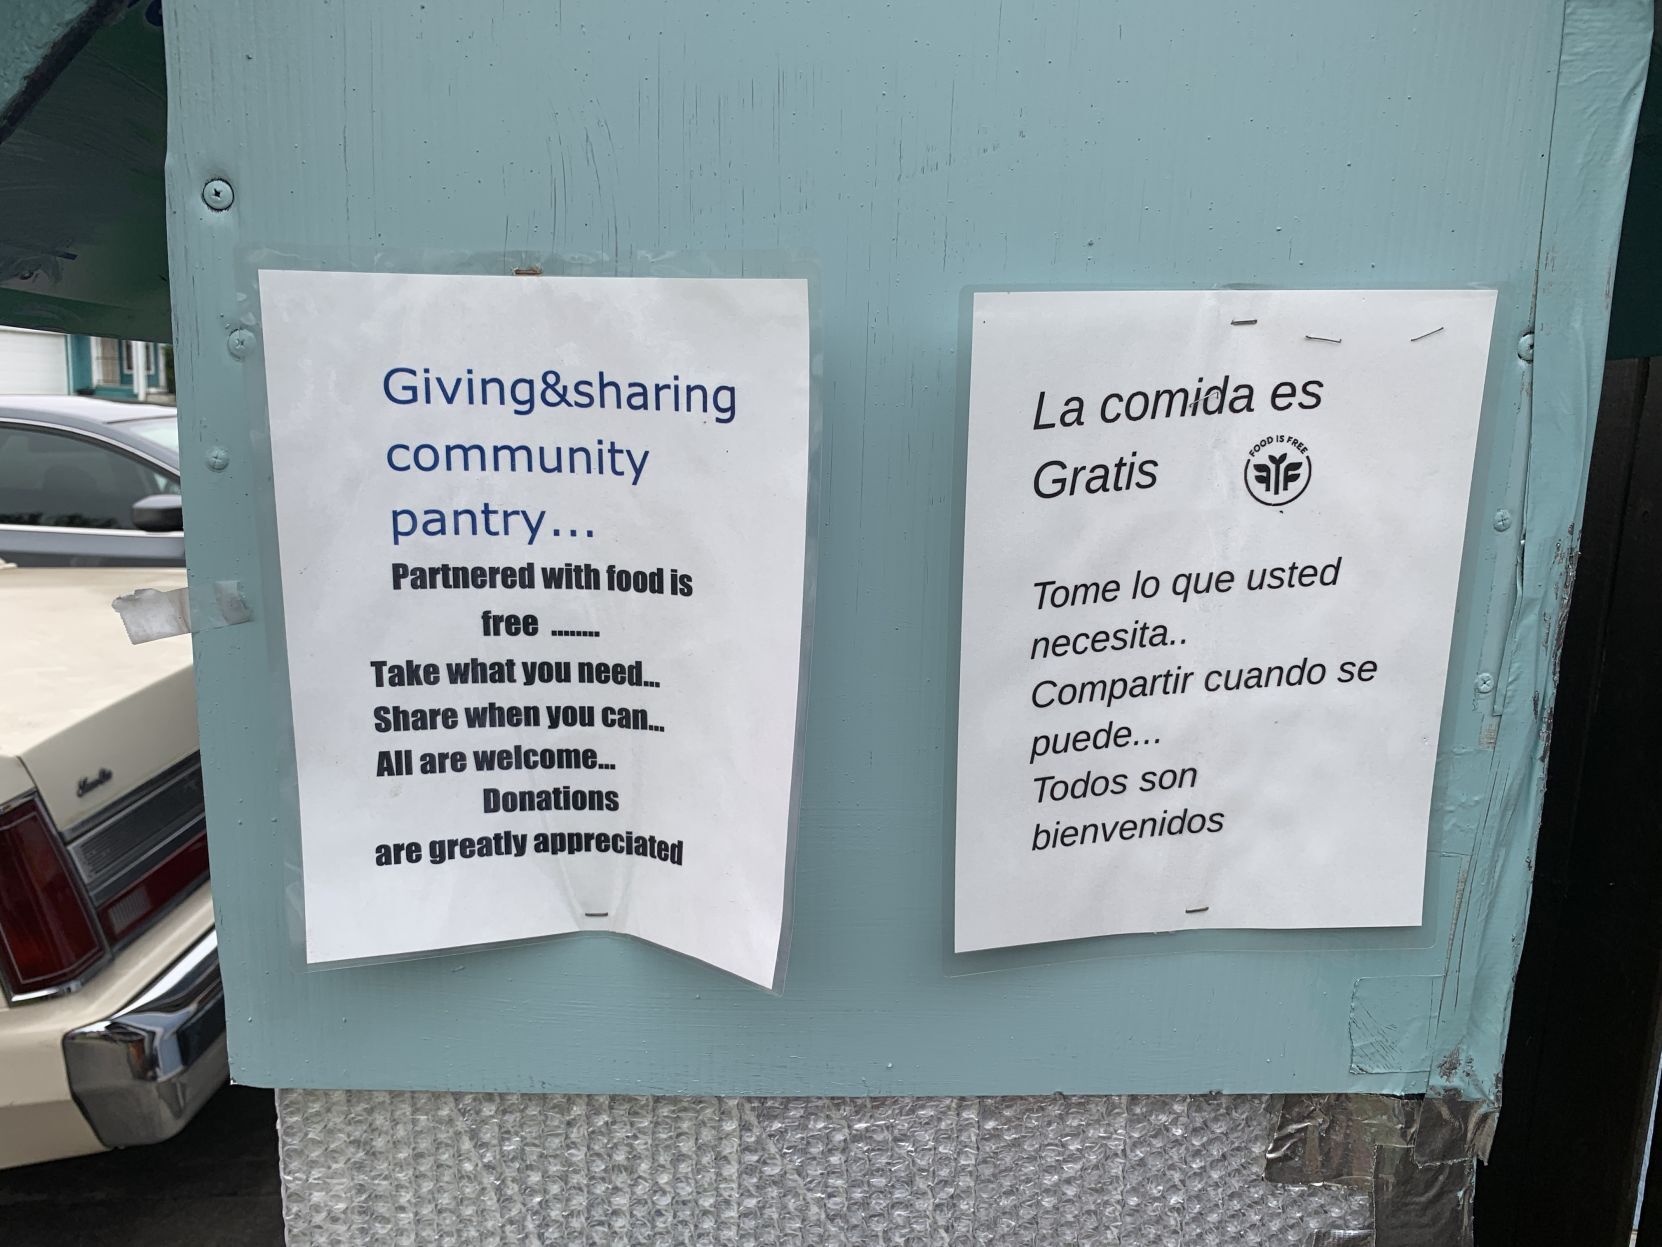 Giving&sharing
community
pantry...
Partnered with food is
free ........
Take what you need...
Share when you can...
All are welcome...
Donations
are greatly appreciated
La comida es
Gratis
FOOD IS FREE
Tome lo que usted
necesita..
Compartir cuando se
puede...
Todos son
bienvenidos